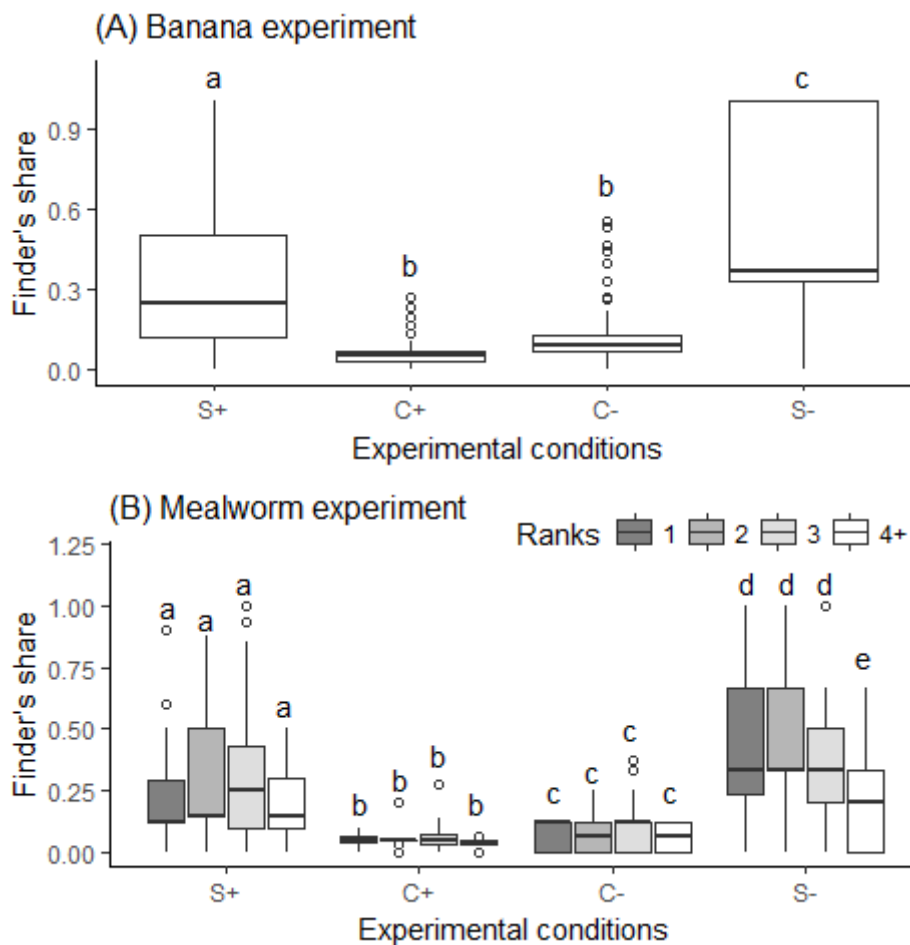 (A) Banana experiment
a
b
b
c
Finder's share
0.9
0.6
0.3
0.0
S+ C+ C- S-
Experimental conditions
(B) Mealworm experiment
Ranks 1 2 3 4+
Finder's share
1.25
1.00
0.75
0.50
0.25
0.00
a a a a
b b b b
c c c c
d d d e
S+ C+ C- S-
Experimental conditions